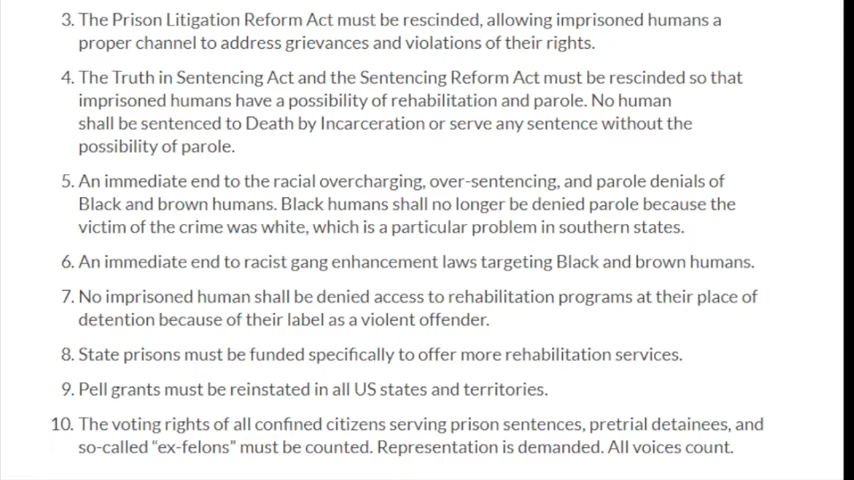 3. The Prison Litigation Reform Act must be rescinded, allowing imprisoned humans a
proper channel to address grievances and violations of their rights.
4. The Truth in Sentencing Act and the Sentencing Reform Act must be rescinded so that
imprisoned humans have a possibility of rehabilitation and parole. No human
shall be sentenced to Death by Incarceration or serve any sentence without the
possibility of parole.
5. An immediate end to the racial overcharging, over-sentencing, and parole denials of
Black and brown humans. Black humans shall no longer be denied parole because the
victim of the crime was white, which is a particular problem in southern states.
6. An immediate end to racist gang enhancement laws targeting Black and brown humans.
7. No imprisoned human shall be denied access to rehabilitation programs at their place of
detention because of their label as a violent offender.
8. State prisons must be funded specifically to offer more rehabilitation services.
9. Pell grants must be reinstated in all US states and territories.
10. The voting rights of all confined citizens serving prison sentences, pretrial detainees, and
so-called “ex-felons” must be counted. Representation is demanded. All voices count.